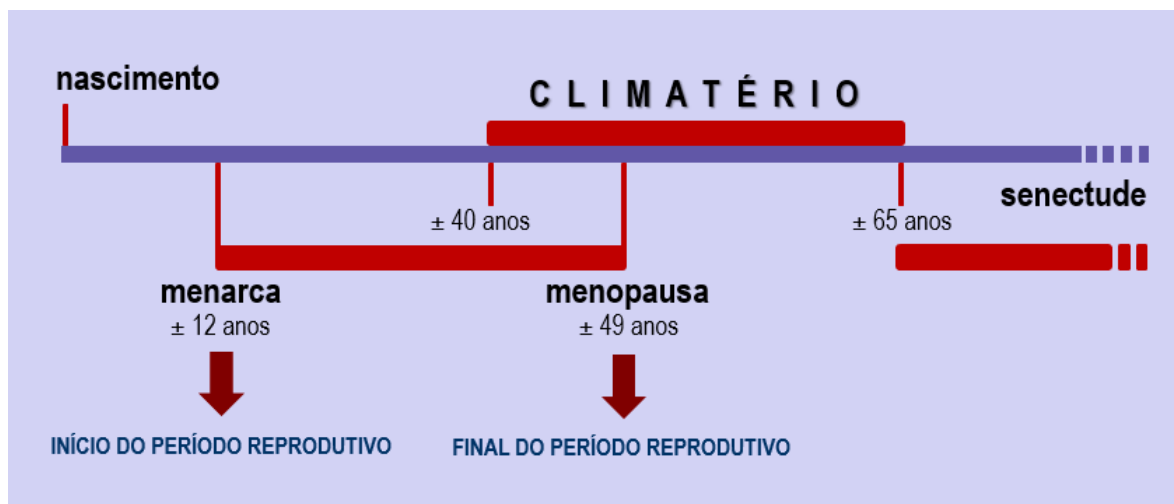 nascimento
C L I M A T É R I O
± 40 anos
± 65 anos
senectude
menarca
± 12 anos
menopausa
± 49 anos
INÍCIO DO PERÍODO REPRODUTIVO
FINAL DO PERÍODO REPRODUTIVO